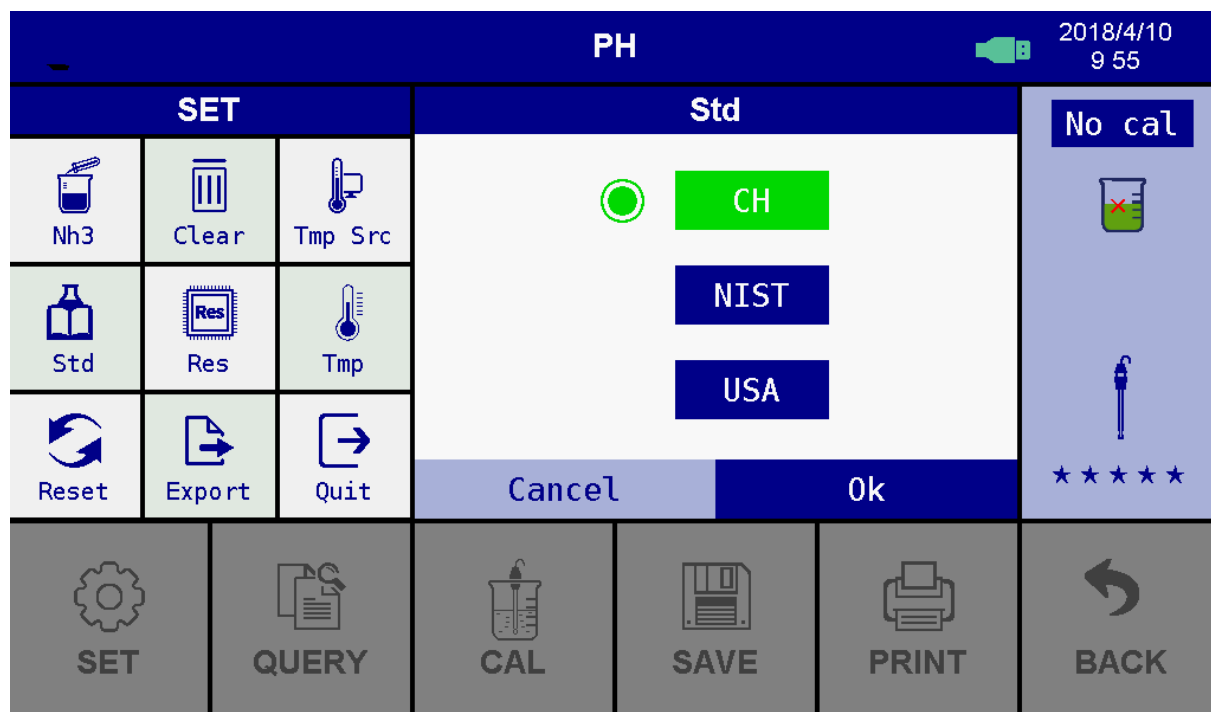 PH
2018/4/10
9 55
SET
Std
No cal
Nh3
Clear
Tmp Src
CH
Std
Res
Res
Tmp
NIST
USA
Reset
Export
Quit
Cancel
Ok
★★★★★
SET
QUERY
CAL
SAVE
PRINT
BACK